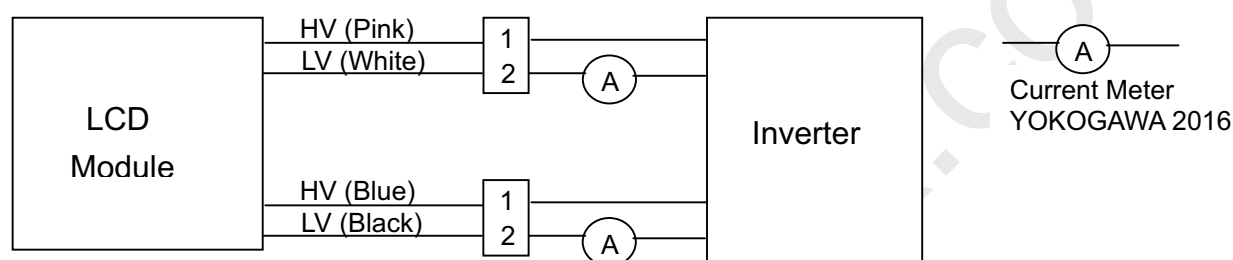 HV (Pink)
LV (White)
1
2
A
A
Current Meter
YOKOGAWA 2016
LCD
Module
Inverter
HV (Blue)
LV (Black)
1
2
A